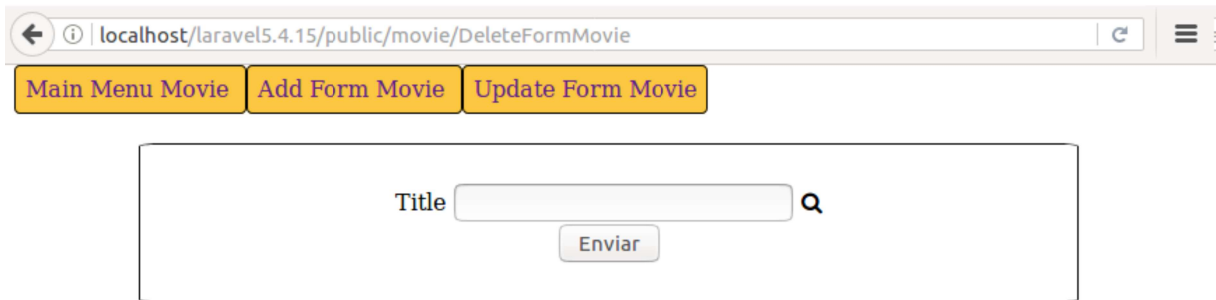 localhost/laravel5.4.15/public/movie/DeleteFormMovie
Main Menu Movie Add Form Movie Update Form Movie
Title
Enviar